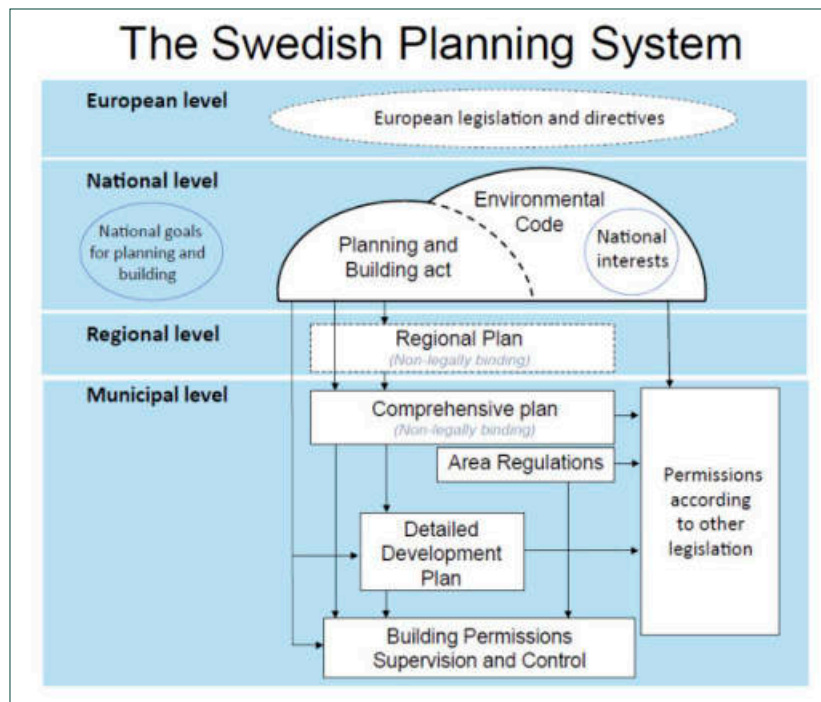 The Swedish Planning System
European level
European legislation and directives
National level
National goals
for planning and
building
Planning and
Building act
Environmental
Code
National
interests
Regional level
Regional Plan
(Non-legally binding)
Municipal level
Comprehensive plan
(Non-legally binding)
Area Regulations
Detailed
Development
Plan
Building Permissions
Supervision and Control
Permissions
according
to other
legislation